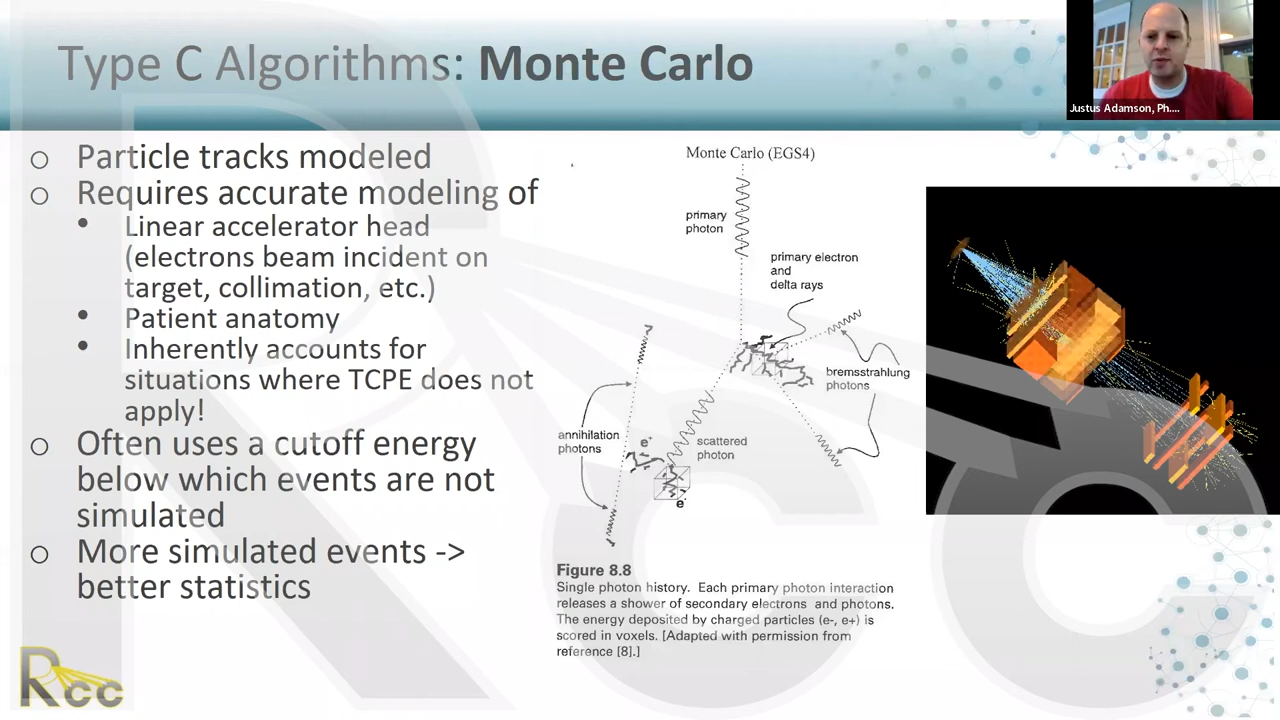 Type C Algorithms: Monte Carlo
Justus Adamson, Ph....
○ Particle tracks modeled
○ Requires accurate modeling of
• Linear accelerator head
(electrons beam incident on
target, collimation, etc.)
• Patient anatomy
• Inherently accounts for
situations where TCPE does not
apply!
○ Often uses a cutoff energy
below which events are not
simulated
○ More simulated events ->
better statistics
Monte Carlo (EGS4)
primary
photon
primary electron
and
delta rays
bremsstrahlung
photons
annihilation
photons
e+
scattered
photon
e-
Figure 8.8
Single photon history. Each primary photon interaction
releases a shower of secondary electrons and photons.
The energy deposited by charged particles (e-, e+) is
scored in voxels. [Adapted with permission from
reference [8].]
Rcc
Rcc